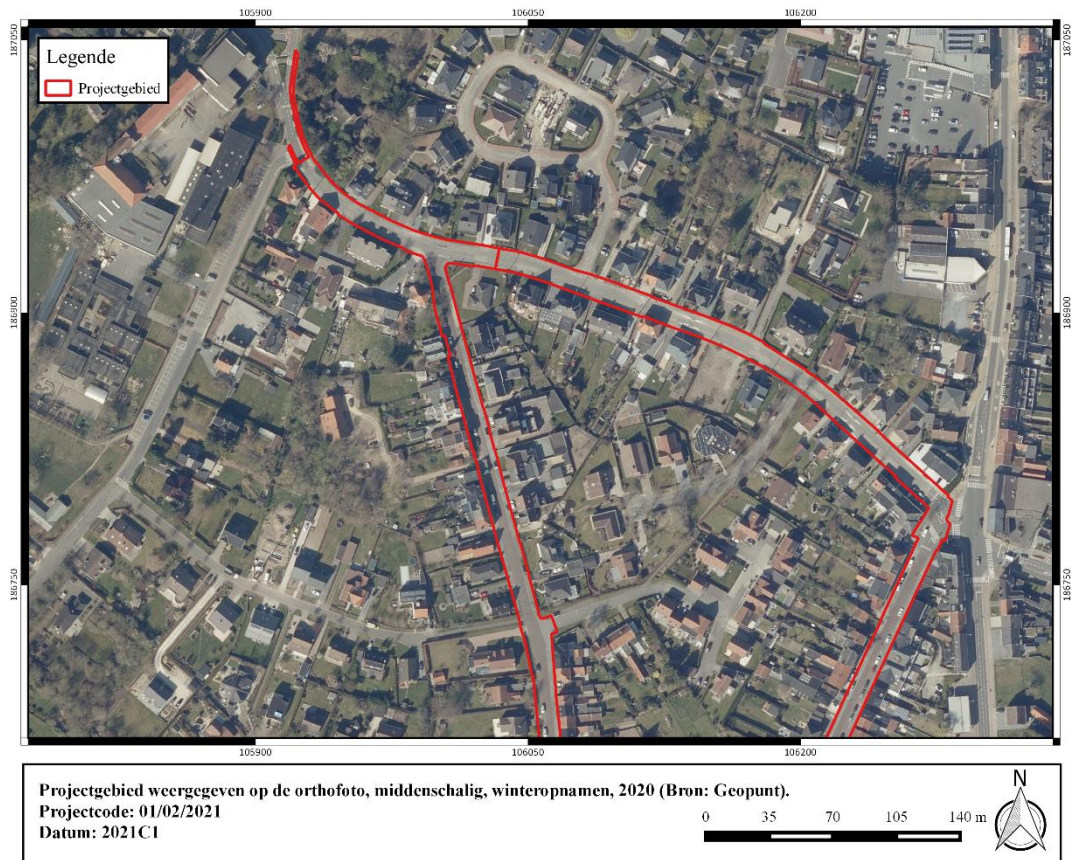 105900 106050 106200
187050 187050
Legende
Projectgebied
186900 186900
186750 186750
105900 106050 106200
Projectgebied weergegeven op de orthofoto, middenschalig, winteropnamen, 2020 (Bron: Geopunt).
Projectcode: 01/02/2021
Datum: 2021C1
0 35 70 105 140 m
N